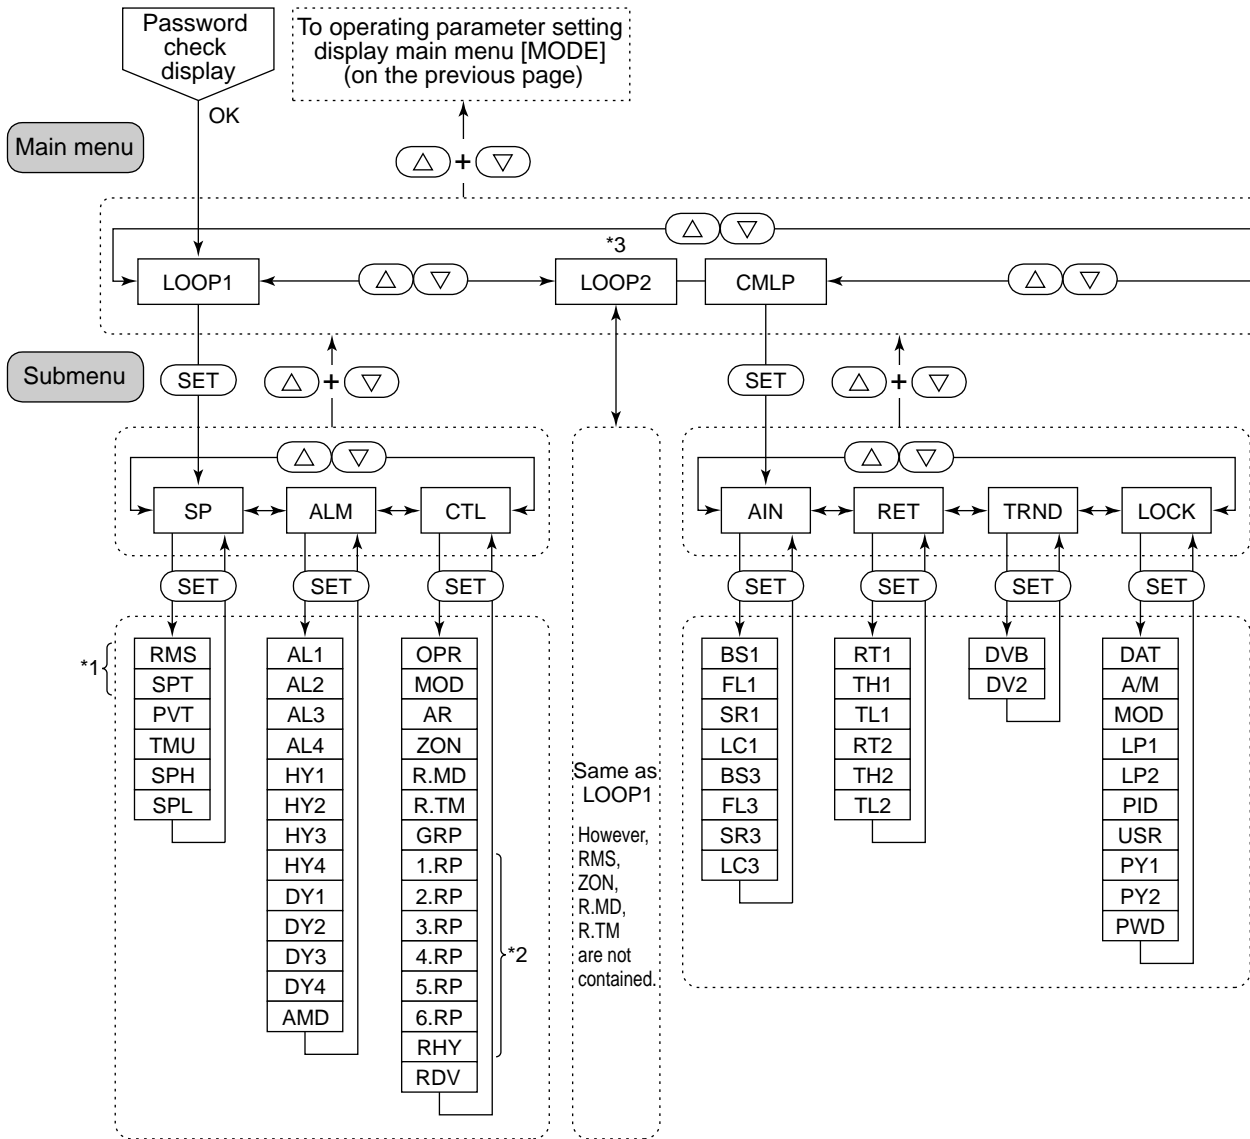 Password
check
display
To operating parameter setting
display main menu [MODE]
(on the previous page)
OK
Main menu
△ + ▽
△ ▽
*3
LOOP1
△ ▽
LOOP2
CMLP
△ ▽
Submenu
SET
△ + ▽
SET
△ + ▽
△ ▽
SP
ALM
CTL
△ ▽
AIN
RET
TRND
LOCK
SET
SET
SET
SET
SET
SET
SET
*1
RMS
SPT
PVT
TMU
SPH
SPL
AL1
AL2
AL3
AL4
HY1
HY2
HY3
HY4
DY1
DY2
DY3
DY4
AMD
OPR
MOD
AR
ZON
R.MD
R.TM
GRP
1.RP
2.RP
3.RP
4.RP
5.RP
6.RP
RHY
RDV
*2
Same as
LOOP1
However,
RMS,
ZON,
R.MD,
R.TM
are not
contained.
BS1
FL1
SR1
LC1
BS3
FL3
SR3
LC3
RT1
TH1
TL1
RT2
TH2
TL2
DVB
DV2
DAT
A/M
MOD
LP1
LP2
PID
USR
PY1
PY2
PWD